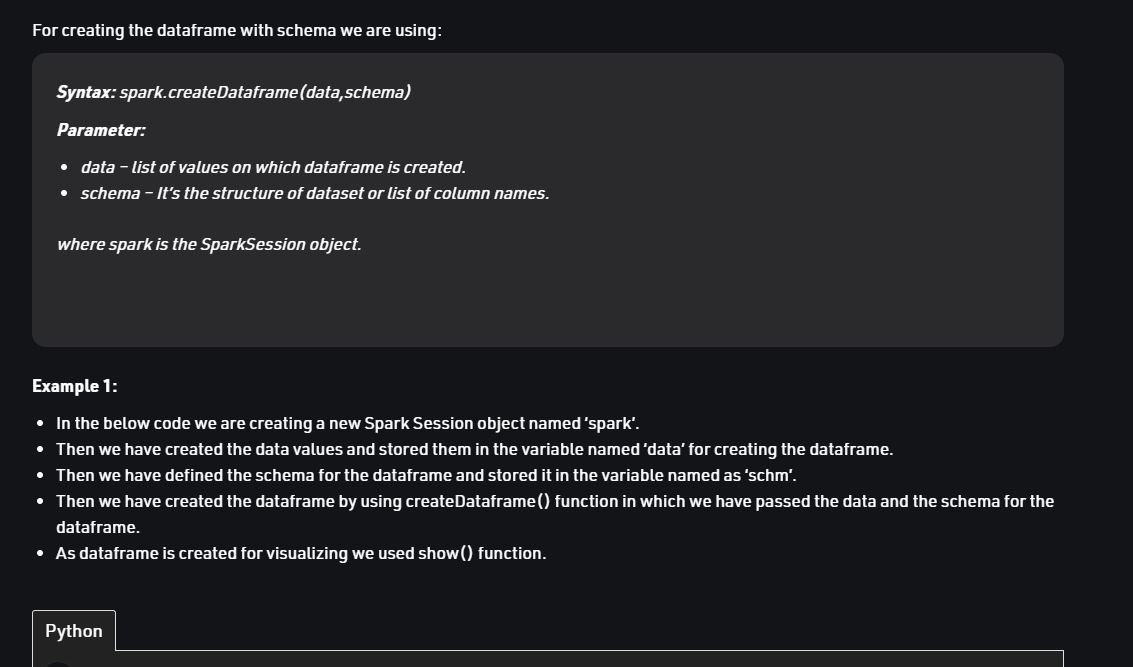 For creating the dataframe with schema we are using:
Syntax: spark.createDataframe(data,schema)
Parameter:
• data – list of values on which dataframe is created.
• schema – It's the structure of dataset or list of column names.
where spark is the SparkSession object.
Example 1:
• In the below code we are creating a new Spark Session object named ‘spark’.
• Then we have created the data values and stored them in the variable named ‘data’ for creating the dataframe.
• Then we have defined the schema for the dataframe and stored it in the variable named as ‘schm’.
• Then we have created the dataframe by using createDataframe() function in which we have passed the data and the schema for the
dataframe.
• As dataframe is created for visualizing we used show() function.
Python